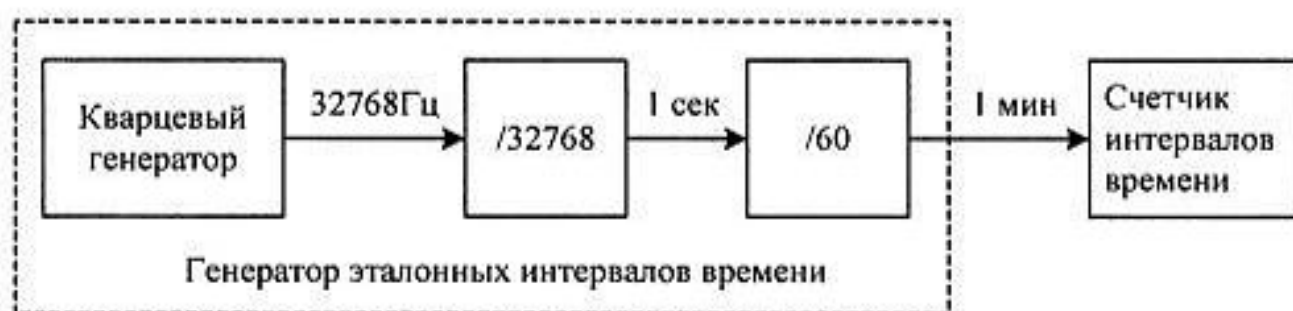 Кварцевый
генератор
32768Гц
/32768
1 сек
/60
1 мин
Счетчик
интервалов
времени
Генератор эталонных интервалов времени